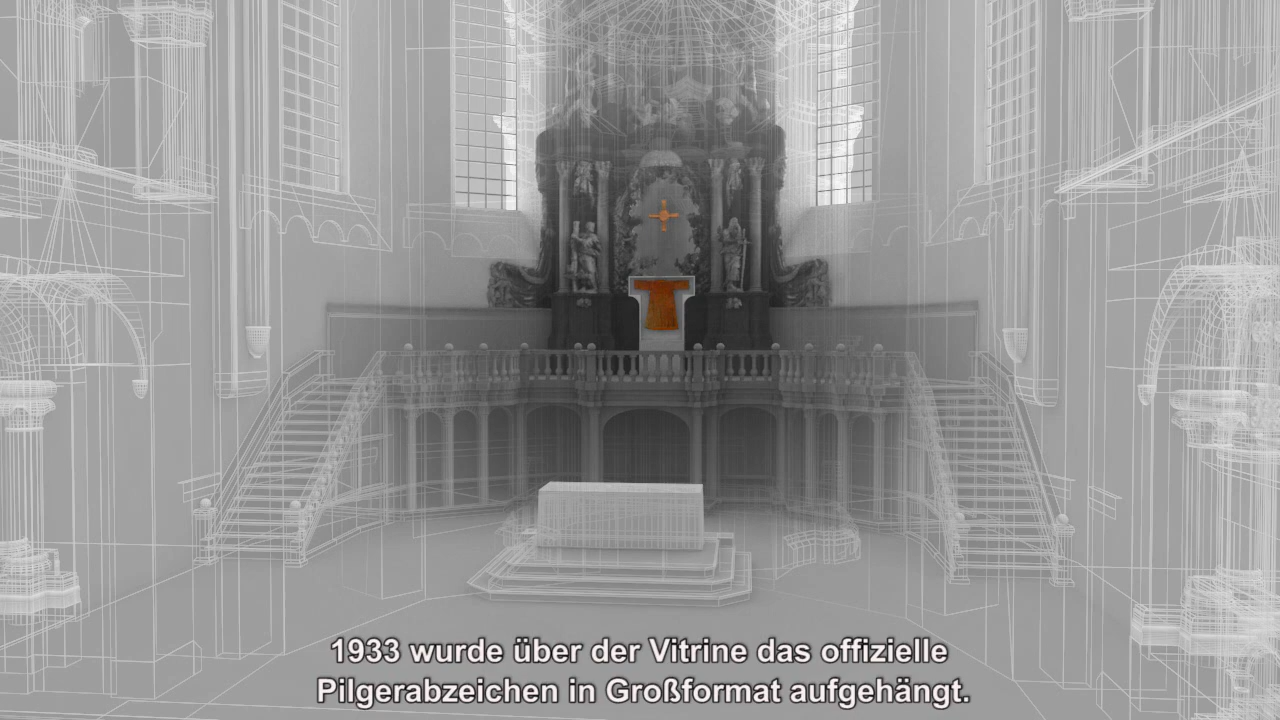 1933 wurde über der Vitrine das offizielle
Pilgerabzeichen in Großformat aufgehängt.